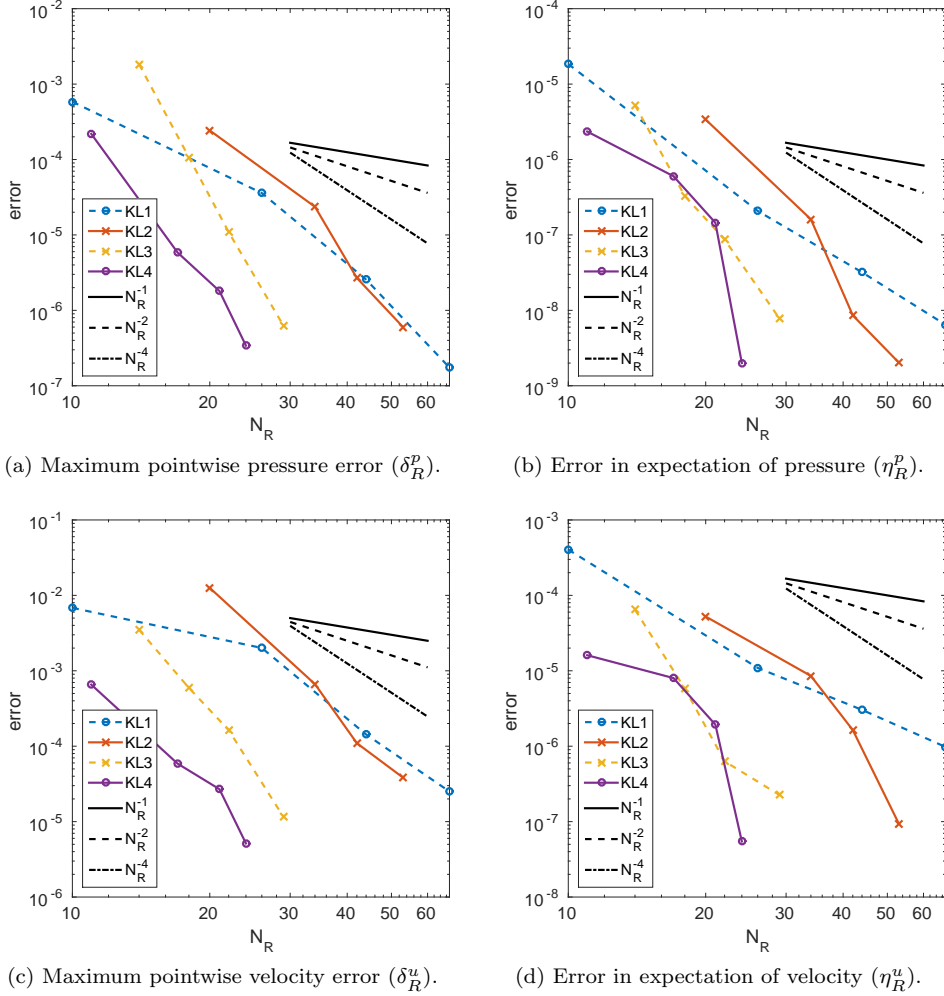 10^-2
10^-3
10^-4
10^-5
10^-6
10^-7
error
KL1
KL2
KL3
KL4
N_R^-1
N_R^-2
N_R^-4
10 20 30 40 50 60
N_R
(a) Maximum pointwise pressure error (δ_R^p).
10^-4
10^-5
10^-6
10^-7
10^-8
10^-9
error
KL1
KL2
KL3
KL4
N_R^-1
N_R^-2
N_R^-4
10 20 30 40 50 60
N_R
(b) Error in expectation of pressure (η_R^p).
10^-1
10^-2
10^-3
10^-4
10^-5
10^-6
error
KL1
KL2
KL3
KL4
N_R^-1
N_R^-2
N_R^-4
10 20 30 40 50 60
N_R
(c) Maximum pointwise velocity error (δ_R^u).
10^-3
10^-4
10^-5
10^-6
10^-7
10^-8
error
KL1
KL2
KL3
KL4
N_R^-1
N_R^-2
N_R^-4
10 20 30 40 50 60
N_R
(d) Error in expectation of velocity (η_R^u).